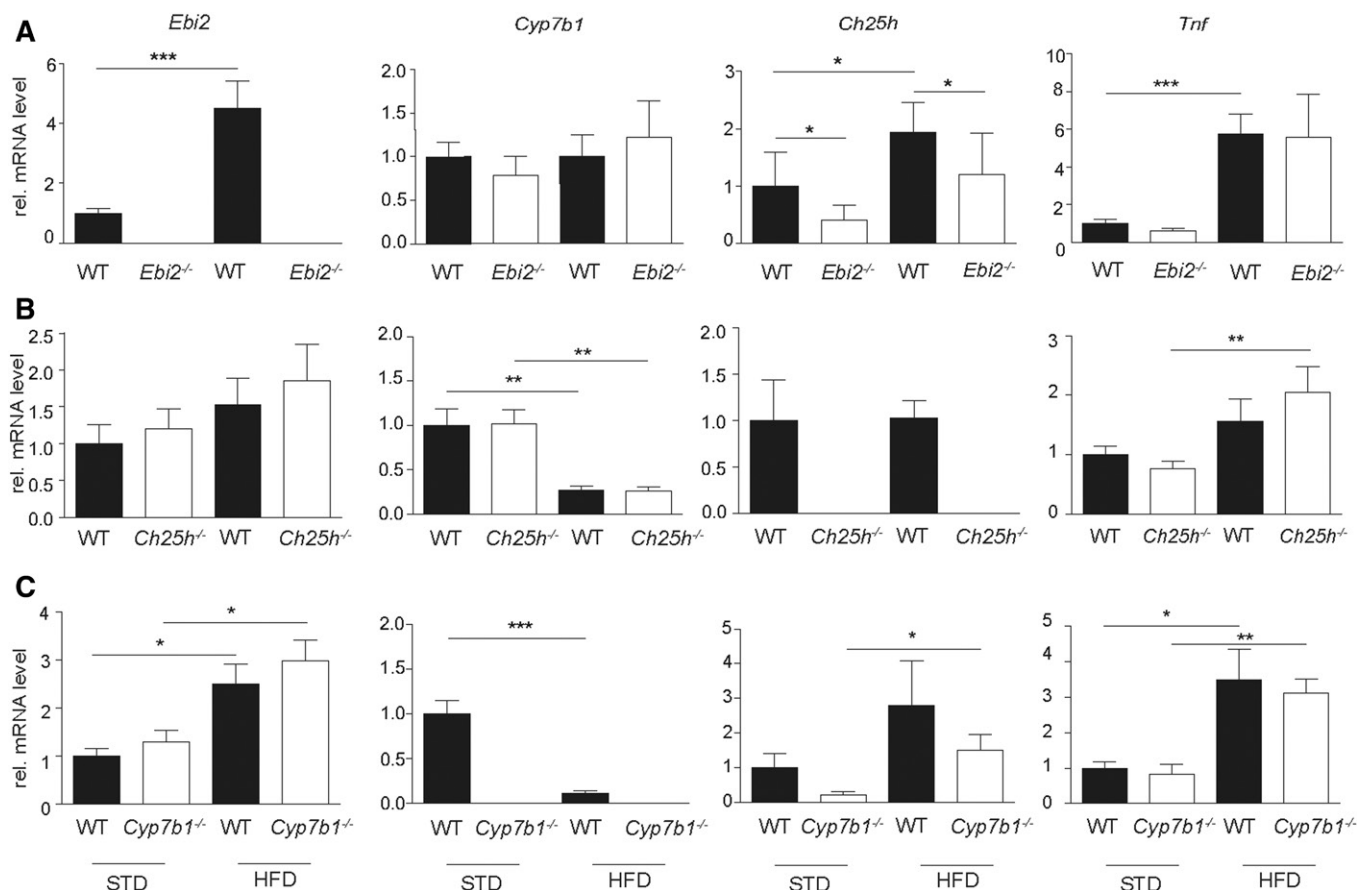 A
Ebi2
Cyp7b1
Ch25h
Tnf
rel. mRNA level
6
4
2
0
***
WT Ebi2-/- WT Ebi2-/-
2.0
1.5
1.0
0.5
0.0
WT Ebi2-/- WT Ebi2-/-
3
2
1
0
* * *
WT Ebi2-/- WT Ebi2-/-
10
8
6
4
2
0
***
WT Ebi2-/- WT Ebi2-/-
B
rel. mRNA level
2.5
2.0
1.5
1.0
0.5
0.0
WT Ch25h-/- WT Ch25h-/-
2.0
1.5
1.0
0.5
0.0
** **
WT Ch25h-/- WT Ch25h-/-
2.0
1.5
1.0
0.5
0.0
WT Ch25h-/- WT Ch25h-/-
3
2
1
0
**
WT Ch25h-/- WT Ch25h-/-
C
rel. mRNA level
4
3
2
1
0
* *
WT Cyp7b1-/- WT Cyp7b1-/-
STD HFD
2.0
1.5
1.0
0.5
0.0
***
WT Cyp7b1-/- WT Cyp7b1-/-
STD HFD
5
4
3
2
1
0
*
WT Cyp7b1-/- WT Cyp7b1-/-
STD HFD
5
4
3
2
1
0
* **
WT Cyp7b1-/- WT Cyp7b1-/-
STD HFD